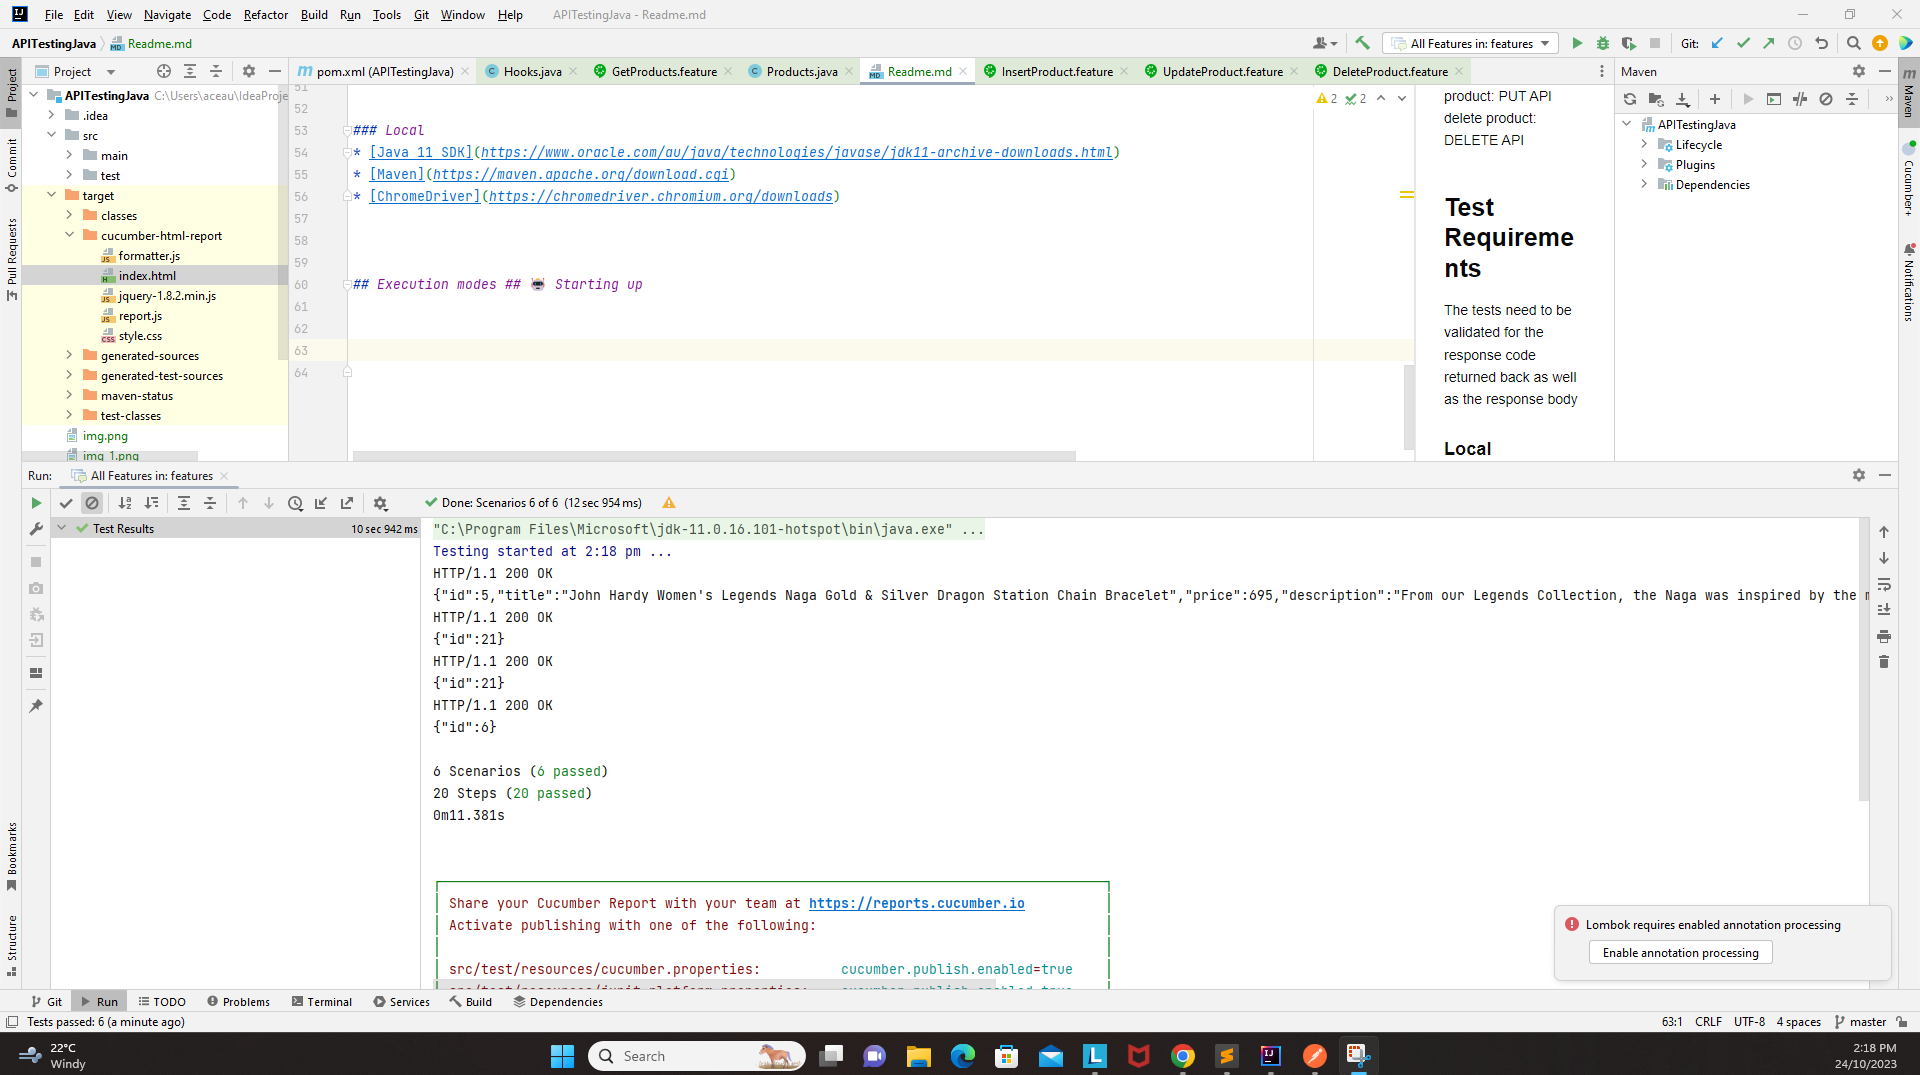 File Edit View Navigate Code Refactor Build Run Tools Git Window Help APITestingJava - Readme.md
APITestingJava Readme.md
All Features in: features
Git:
Project
pom.xml (APITestingJava)
Hooks.java
GetProducts.feature
Products.java
Readme.md
InsertProduct.feature
UpdateProduct.feature
DeleteProduct.feature
Maven
Project
Commit
Pull Requests
Bookmarks
Structure
APITestingJava C:\Users\aceau\IdeaProje
.idea
src
main
test
target
classes
cucumber-html-report
formatter.js
index.html
jquery-1.8.2.min.js
report.js
style.css
generated-sources
generated-test-sources
maven-status
test-classes
img.png
img_1.png
51
52
53 ### Local
54 * [Java 11 SDK](https://www.oracle.com/au/java/technologies/javase/jdk11-archive-downloads.html)
55 * [Maven](https://maven.apache.org/download.cgi)
56 * [ChromeDriver](https://chromedriver.chromium.org/downloads)
57
58
59
60 ## Execution modes ## 🤖 Starting up
61
62
63
64
2 2
product: PUT API
delete product:
DELETE API
Test
Requireme
nts
The tests need to be
validated for the
response code
returned back as well
as the response body
Local
APITestingJava
Lifecycle
Plugins
Dependencies
Maven
Cucumber+
Notifications
Run: All Features in: features
Done: Scenarios 6 of 6 (12 sec 954 ms)
Test Results 10 sec 942 ms
"C:\Program Files\Microsoft\jdk-11.0.16.101-hotspot\bin\java.exe" ...
Testing started at 2:18 pm ...
HTTP/1.1 200 OK
{"id":5,"title":"John Hardy Women's Legends Naga Gold & Silver Dragon Station Chain Bracelet","price":695,"description":"From our Legends Collection, the Naga was inspired by the m
HTTP/1.1 200 OK
{"id":21}
HTTP/1.1 200 OK
{"id":21}
HTTP/1.1 200 OK
{"id":6}
6 Scenarios (6 passed)
20 Steps (20 passed)
0m11.381s
Share your Cucumber Report with your team at https://reports.cucumber.io
Activate publishing with one of the following:
src/test/resources/cucumber.properties: cucumber.publish.enabled=true
src/test/resources/junit-platform.properties: cucumber.publish.enabled=true
Lombok requires enabled annotation processing
Enable annotation processing
Git Run TODO Problems Terminal Services Build Dependencies
Tests passed: 6 (a minute ago)
63:1 CRLF UTF-8 4 spaces master
22°C
Windy
Search
2:18 PM
24/10/2023